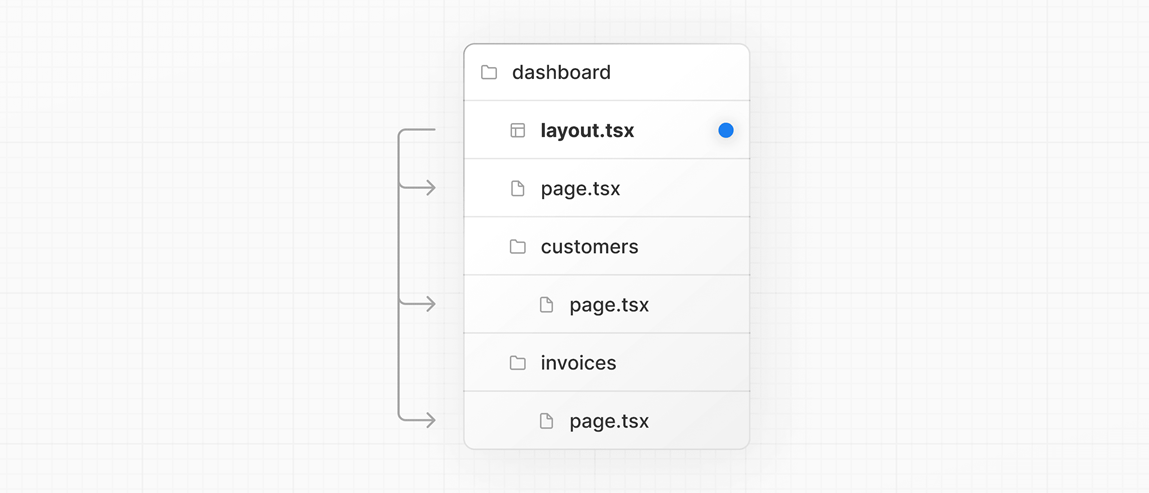 dashboard
layout.tsx
page.tsx
customers
page.tsx
invoices
page.tsx